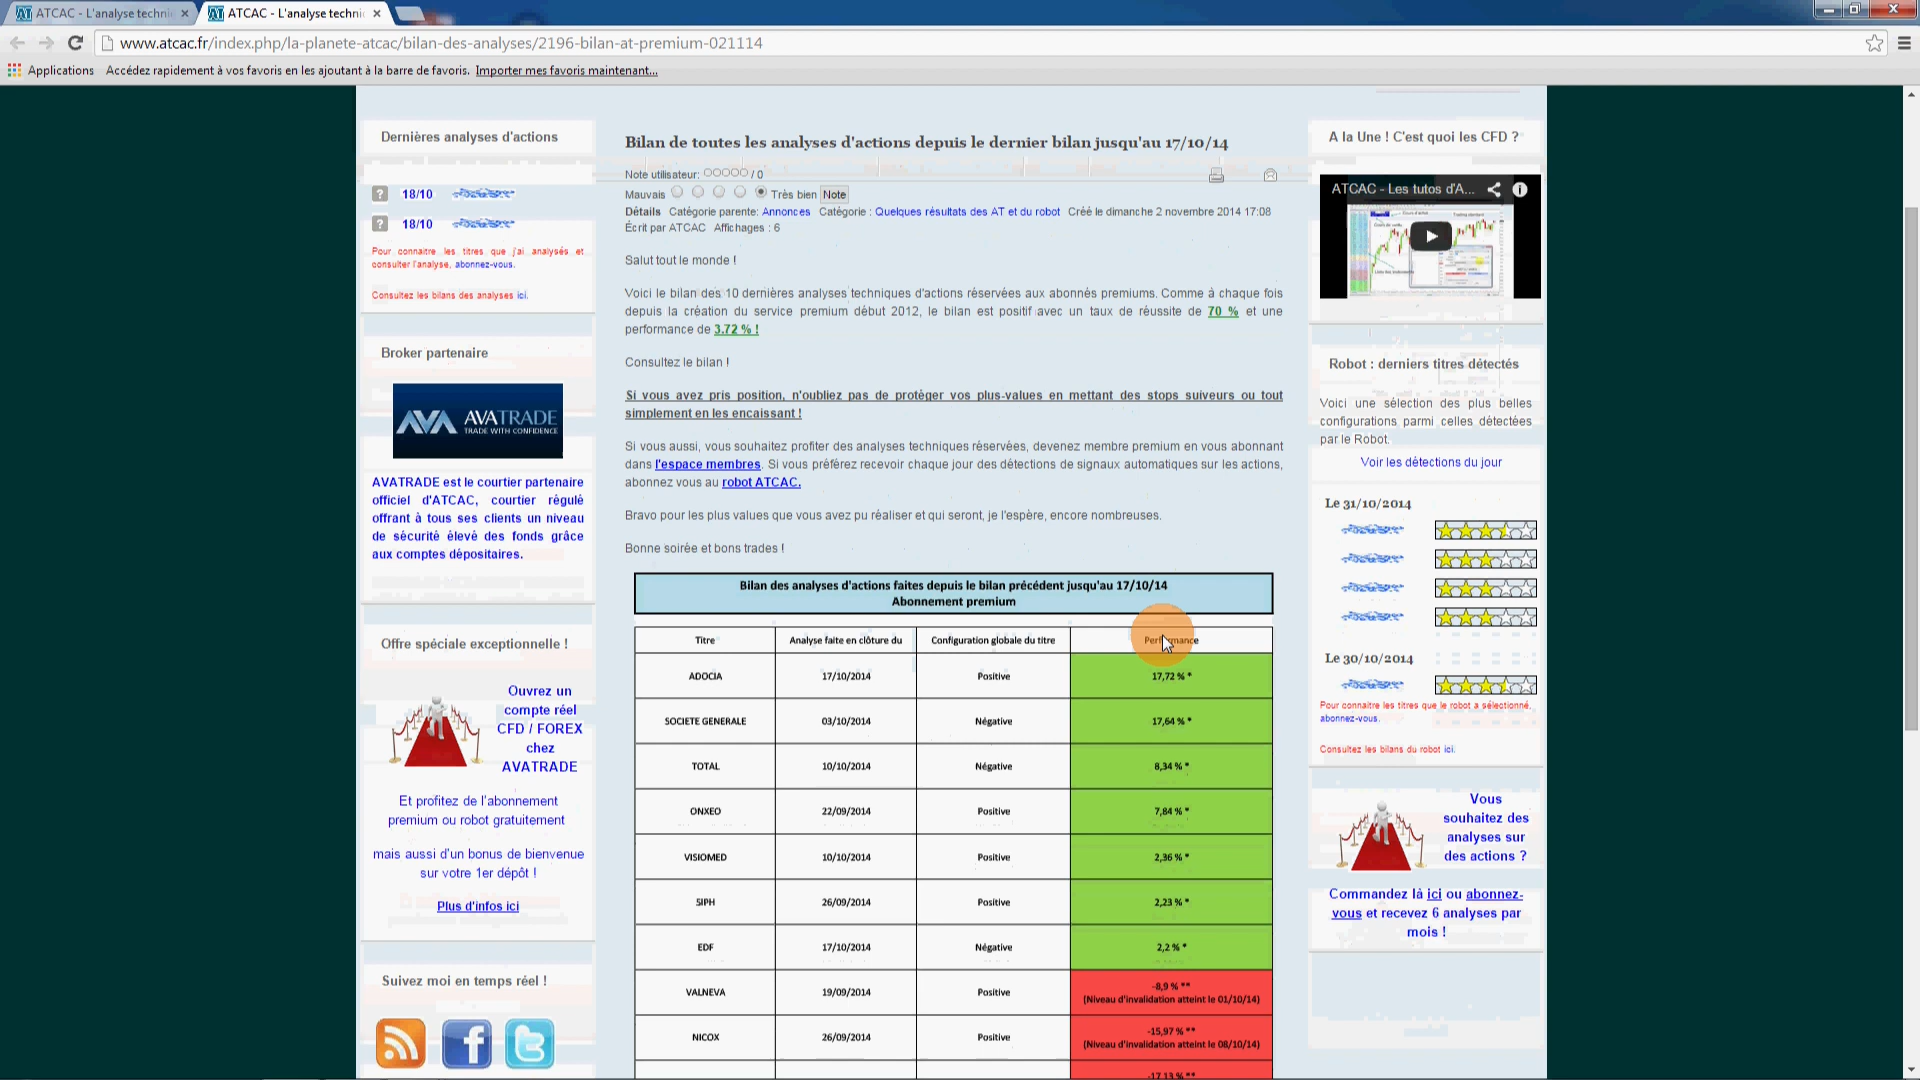 ATCAC - L'analyse techni
ATCAC - L'analyse techni
www.atcac.fr/index.php/la-planete-atcac/bilan-des-analyses/2196-bilan-at-premium-021114
Applications Accédez rapidement à vos favoris en les ajoutant à la barre de favoris. Importer mes favoris maintenant...
Dernières analyses d'actions
? 18/10
? 18/10
Pour connaitre les titres que j'ai analysés et
consulter l'analyse, abonnez-vous.
Consultez les bilans des analyses ici.
Broker partenaire
AVATRADE
TRADE WITH CONFIDENCE
AVATRADE est le courtier partenaire
officiel d'ATCAC, courtier régulé
offrant à tous ses clients un niveau
de sécurité élevé des fonds grâce
aux comptes dépositaires.
Offre spéciale exceptionnelle !
Ouvrez un
compte réel
CFD / FOREX
chez
AVATRADE
Et profitez de l'abonnement
premium ou robot gratuitement
mais aussi d'un bonus de bienvenue
sur votre 1er dépôt !
Plus d'infos ici
Suivez moi en temps réel !
Bilan de toutes les analyses d'actions depuis le dernier bilan jusqu'au 17/10/14
Note utilisateur: / 0
Mauvais Très bien Note
Détails Catégorie parente: Annonces Catégorie : Quelques résultats des AT et du robot Créé le dimanche 2 novembre 2014 17:08
Écrit par ATCAC Affichages : 6
Salut tout le monde !
Voici le bilan des 10 dernières analyses techniques d'actions réservées aux abonnés premiums. Comme à chaque fois
depuis la création du service premium début 2012, le bilan est positif avec un taux de réussite de 70 % et une
performance de 3.72 % !
Consultez le bilan !
Si vous avez pris position, n'oubliez pas de protéger vos plus-values en mettant des stops suiveurs ou tout
simplement en les encaissant !
Si vous aussi, vous souhaitez profiter des analyses techniques réservées, devenez membre premium en vous abonnant
dans l'espace membres. Si vous préférez recevoir chaque jour des détections de signaux automatiques sur les actions,
abonnez vous au robot ATCAC.
Bravo pour les plus values que vous avez pu réaliser et qui seront, je l'espère, encore nombreuses.
Bonne soirée et bons trades !
Bilan des analyses d'actions faites depuis le bilan précédent jusqu'au 17/10/14
Abonnement premium
Titre Analyse faite en clôture du Configuration globale du titre Performance
ADOCIA 17/10/2014 Positive 17,72 % *
SOCIETE GENERALE 03/10/2014 Négative 17,64 % *
TOTAL 10/10/2014 Négative 8,34 % *
ONXEO 22/09/2014 Positive 7,84 % *
VISIOMED 10/10/2014 Positive 2,36 % *
SIPH 26/09/2014 Positive 2,23 % *
EDF 17/10/2014 Négative 2,2 % *
VALNEVA 19/09/2014 Positive -8,9 % **
(Niveau d'invalidation atteint le 01/10/14)
NICOX 26/09/2014 Positive -15,97 % **
(Niveau d'invalidation atteint le 08/10/14)
-17,13 % **
A la Une ! C'est quoi les CFD ?
ATCAC - Les tutos d'A...
Robot : derniers titres détectés
Voici une sélection des plus belles
configurations parmi celles détectées
par le Robot.
Voir les détections du jour
Le 31/10/2014
Le 30/10/2014
Pour connaitre les titres que le robot a sélectionné,
abonnez-vous.
Consultez les bilans du robot ici.
Vous
souhaitez des
analyses sur
des actions ?
Commandez là ici ou abonnez-
vous et recevez 6 analyses par
mois !